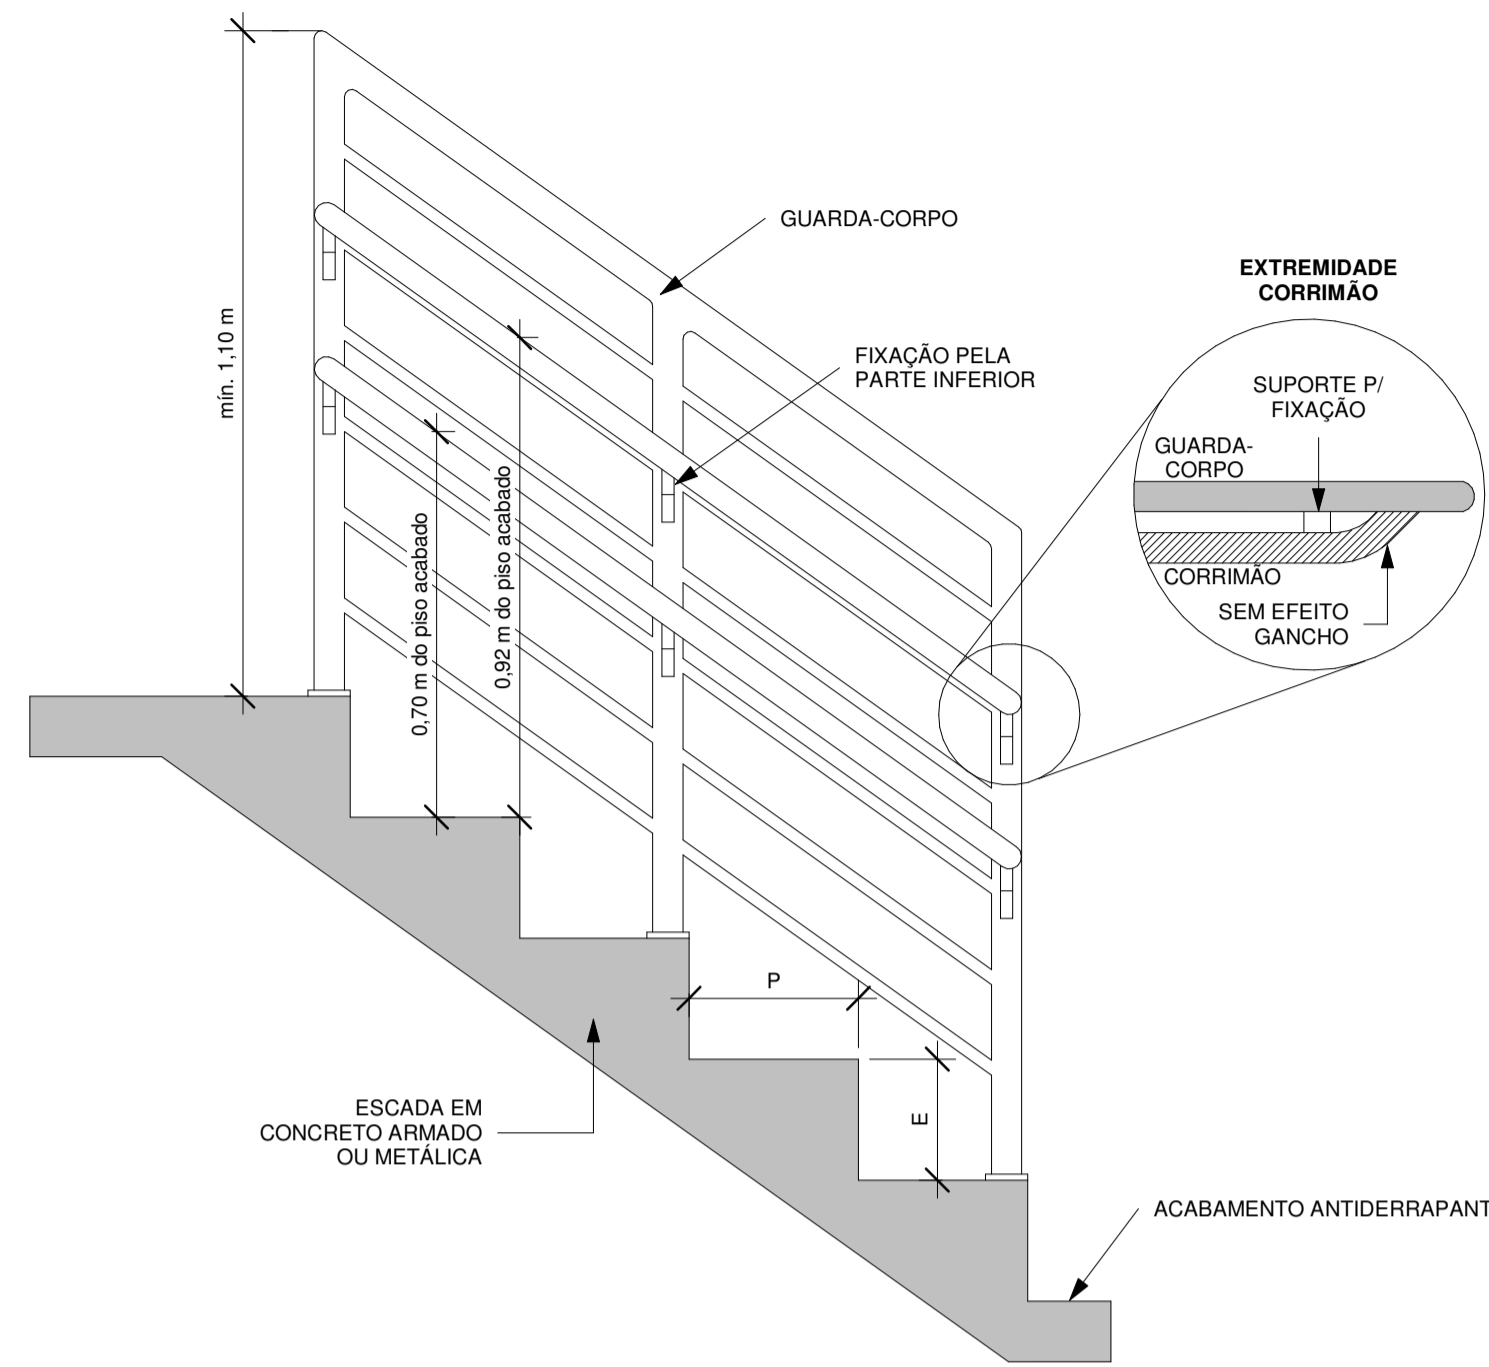 mín. 1,10 m
GUARDA-CORPO
EXTREMIDADE
CORRIMÃO
FIXAÇÃO PELA
PARTE INFERIOR
SUPORTE P/
FIXAÇÃO
GUARDA-
CORPO
CORRIMÃO
SEM EFEITO
GANCHO
0,70 m do piso acabado
0,92 m do piso acabado
P
E
ESCADA EM
CONCRETO ARMADO
OU METÁLICA
ACABAMENTO ANTIDERRAPANT